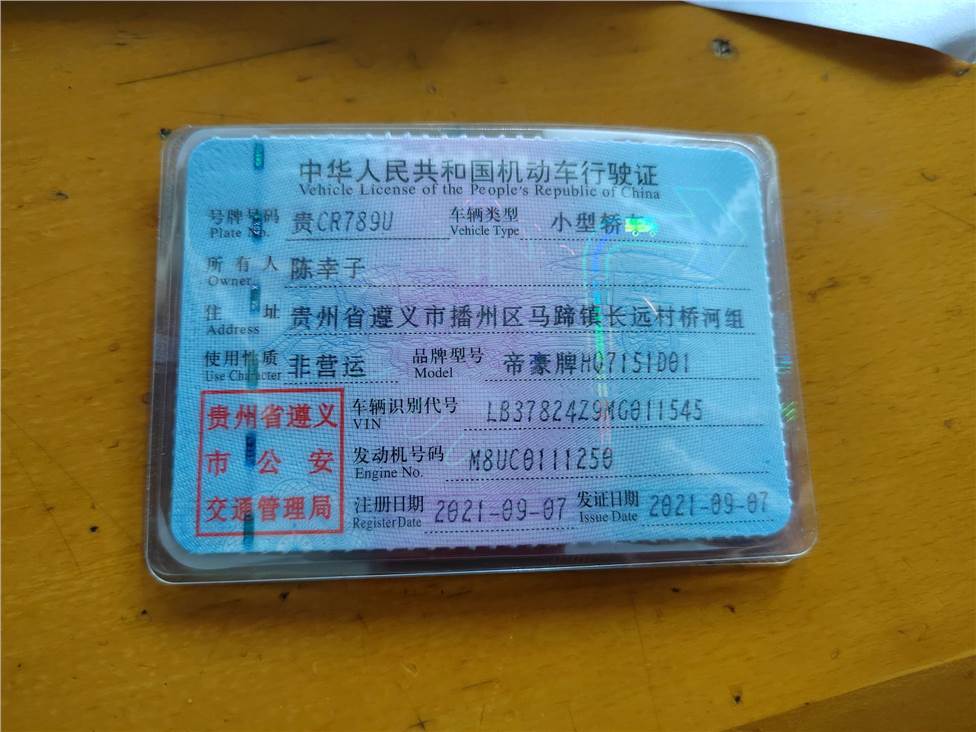 中华人民共和国机动车行驶证
Vehicle License of the People's Republic of China
号牌号码 贵CR789U 车辆类型 小型轿车
Plate No. Vehicle Type
所有人 陈幸子
Owner
住址 贵州省遵义市播州区马蹄镇长远村桥河组
Address
使用性质 非营运 品牌型号 帝豪牌HQ7151D01
Use Character Model
贵州省遵义 车辆识别代号 LB37824Z9MG011545
VIN
市公安 发动机号码 M8UC0111250
Engine No.
交通管理局 注册日期 2021-09-07 发证日期 2021-09-07
Register Date Issue Date